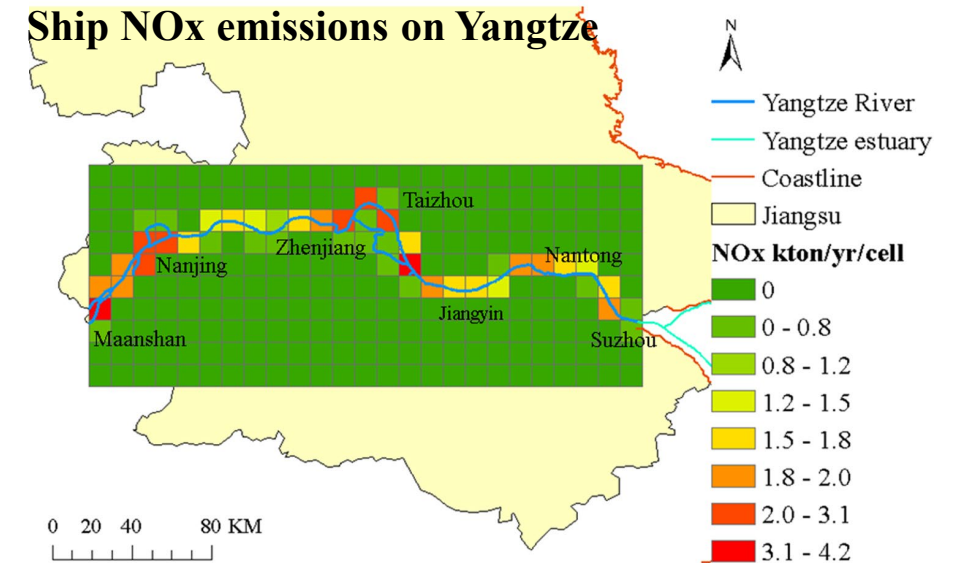 Ship NOx emissions on Yangtze
N
Yangtze River
Yangtze estuary
Coastline
Jiangsu
NOx kton/yr/cell
0
0 - 0.8
0.8 - 1.2
1.2 - 1.5
1.5 - 1.8
1.8 - 2.0
2.0 - 3.1
3.1 - 4.2
Taizhou
Zhenjiang
Nantong
Nanjing
Jiangyin
Maanshan
Suzhou
0 20 40 80 KM